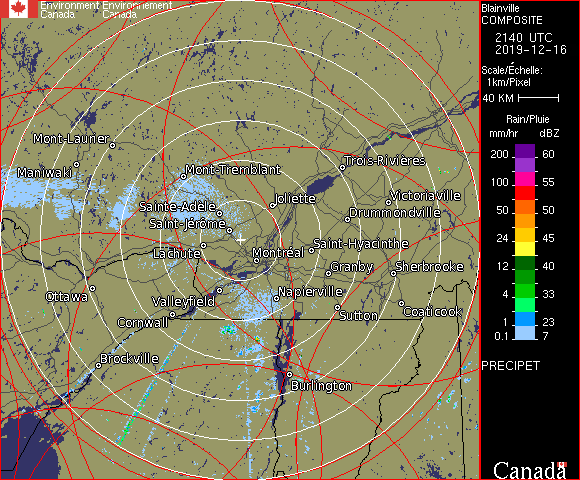 Environment Environnement
Canada Canada
Blainville
COMPOSITE
2140 UTC
2019-12-16
Scale/Échelle:
1km/Pixel
40 KM
Rain/Pluie
mm/hr dBZ
200 60
100 55
50 50
24 45
12 40
4 33
1 23
0.1 7
PRECIPET
Canada
Mont-Laurier
Maniwaki
Mont-Tremblant
Trois-Rivières
Sainte-Adèle
Joliette
Victoriaville
Drummondville
Saint-Jérôme
Lachute
Montréal
Saint-Hyacinthe
Granby
Sherbrooke
Ottawa
Valleyfield
Napierville
Cornwall
Sutton
Coaticook
Brockville
Burlington